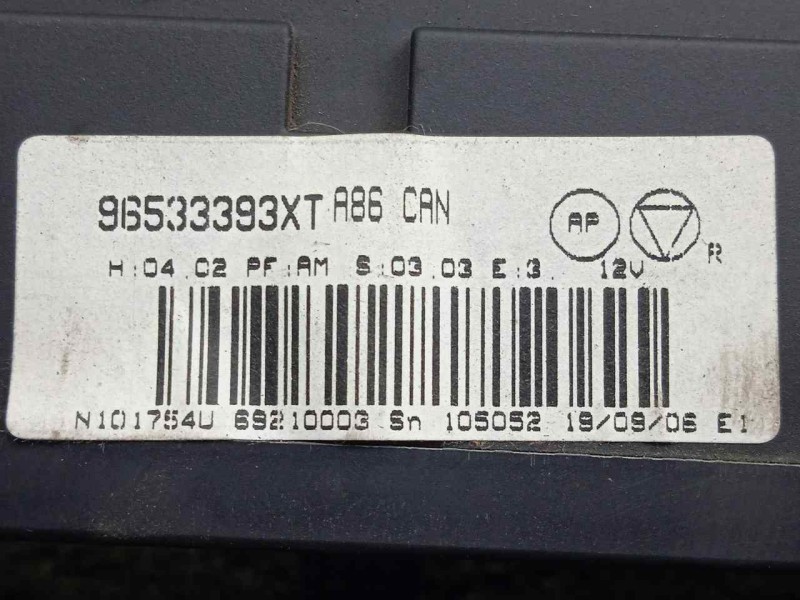 96533393XT A86 CAN
AP
R
H:04.02 PF:AM S:03.03 E:3. 12V
N101754U 69210003 Sn 105052 19/09/06 E1